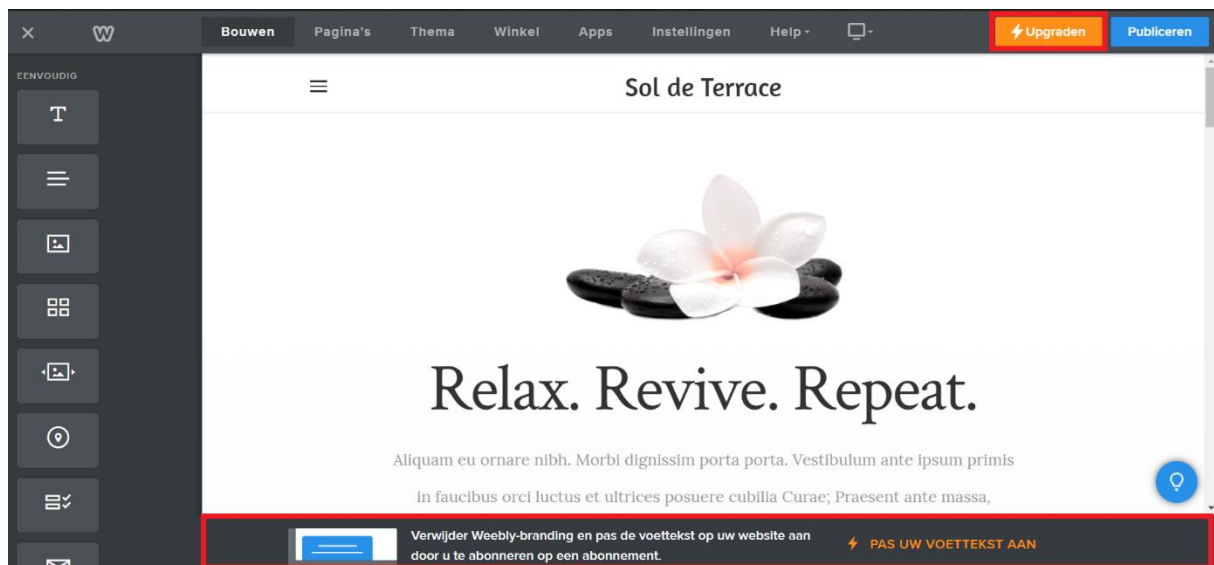 Bouwen Pagina's Thema Winkel Apps Instellingen Help Upgraden Publiceren
EENVOUDIG
T
Sol de Terrace
Relax. Revive. Repeat.
Aliquam eu ornare nibh. Morbi dignissim porta porta. Vestibulum ante ipsum primis
in faucibus orci luctus et ultrices posuere cubilia Curae; Praesent ante massa,
Verwijder Weebly-branding en pas de voettekst op uw website aan
door u te abonneren op een abonnement.
PAS UW VOETTEKST AAN